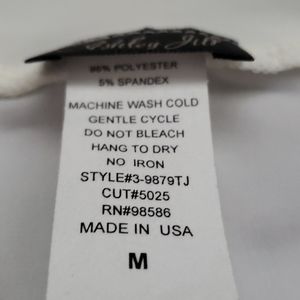 95% POLYESTER
5% SPANDEX
MACHINE WASH COLD
GENTLE CYCLE
DO NOT BLEACH
HANG TO DRY
NO IRON
STYLE#3-9879TJ
CUT#5025
RN#98586
MADE IN USA
M